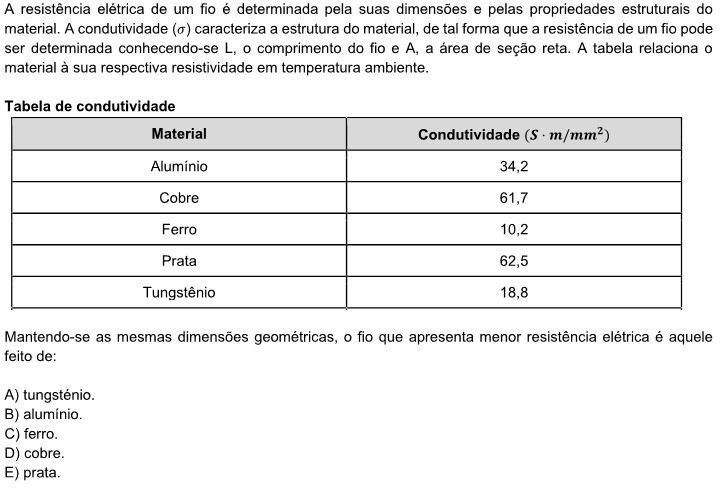 A resistência elétrica de um fio é determinada pela suas dimensões e pelas propriedades estruturais do
material. A condutividade (σ) caracteriza a estrutura do material, de tal forma que a resistência de um fio pode
ser determinada conhecendo-se L, o comprimento do fio e A, a área de seção reta. A tabela relaciona o
material à sua respectiva resistividade em temperatura ambiente.
Tabela de condutividade
Material Condutividade (S · m/mm²)
Alumínio 34,2
Cobre 61,7
Ferro 10,2
Prata 62,5
Tungstênio 18,8
Mantendo-se as mesmas dimensões geométricas, o fio que apresenta menor resistência elétrica é aquele
feito de:
A) tungsténio.
B) alumínio.
C) ferro.
D) cobre.
E) prata.